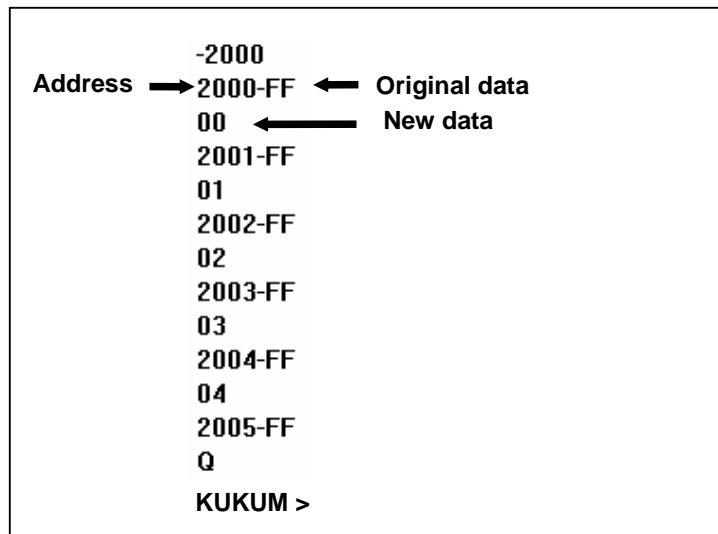 -2000
Address 2000-FF Original data
00 New data
2001-FF
01
2002-FF
02
2003-FF
03
2004-FF
04
2005-FF
Q
KUKUM >